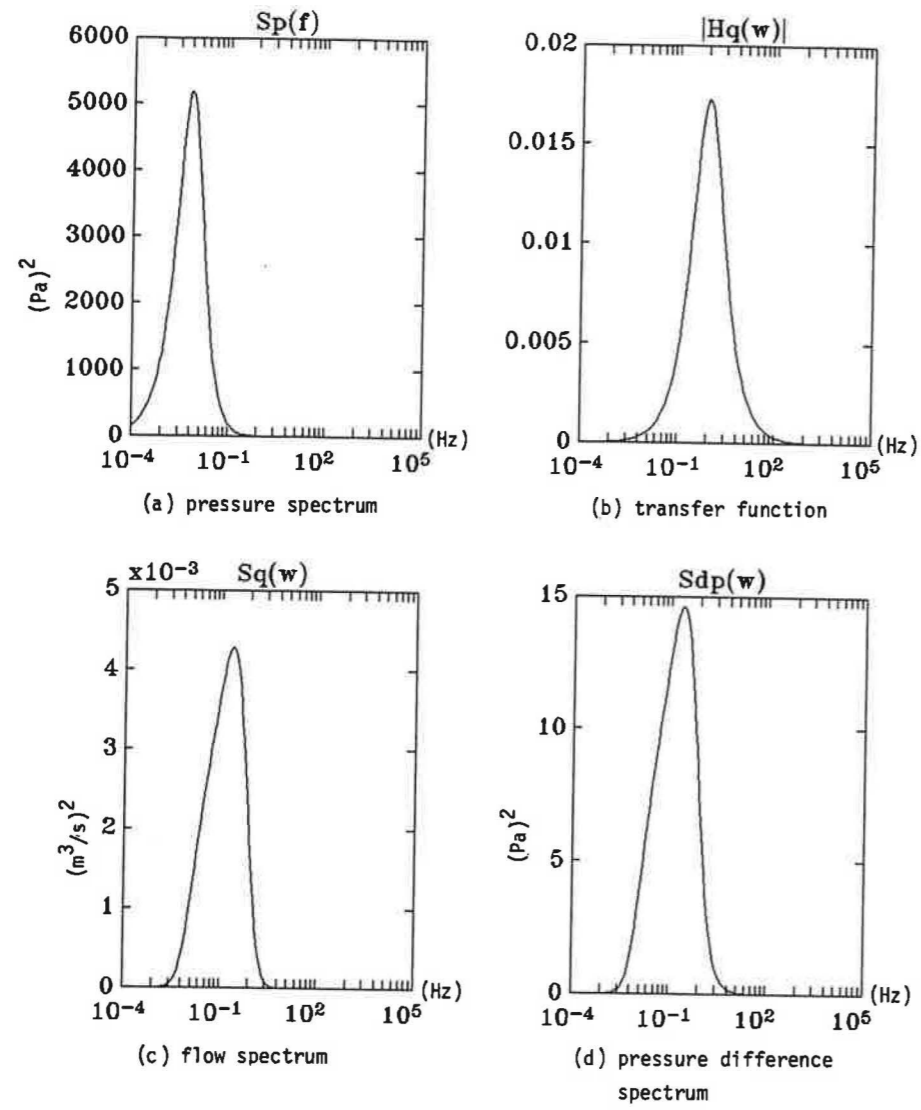 Sp(f)
6000
5000
4000
3000
2000
1000
0
(Pa)²
10⁻⁴ 10⁻¹ 10² 10⁵ (Hz)
(a) pressure spectrum
|Hq(w)|
0.02
0.015
0.01
0.005
0
10⁻⁴ 10⁻¹ 10² 10⁵ (Hz)
(b) transfer function
x10⁻³ Sq(w)
5
4
3
2
1
0
(m³/s)²
10⁻⁴ 10⁻¹ 10² 10⁵ (Hz)
(c) flow spectrum
Sdp(w)
15
10
5
0
(Pa)²
10⁻⁴ 10⁻¹ 10² 10⁵ (Hz)
(d) pressure difference
spectrum